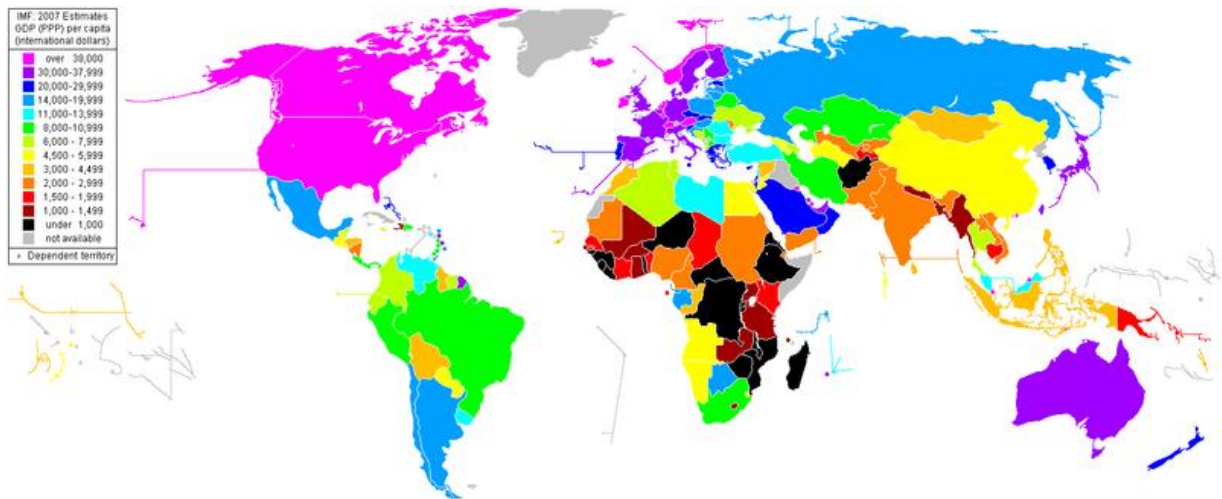 IMF: 2007 Estimates
GDP (PPP) per capita
(international dollars)
over 38,000
30,000-37,999
20,000-29,999
14,000-19,999
11,000-13,999
8,000-10,999
6,000 - 7,999
4,500 - 5,999
3,000 - 4,499
2,000 - 2,999
1,500 - 1,999
1,000 - 1,499
under 1,000
not available
Dependent territory